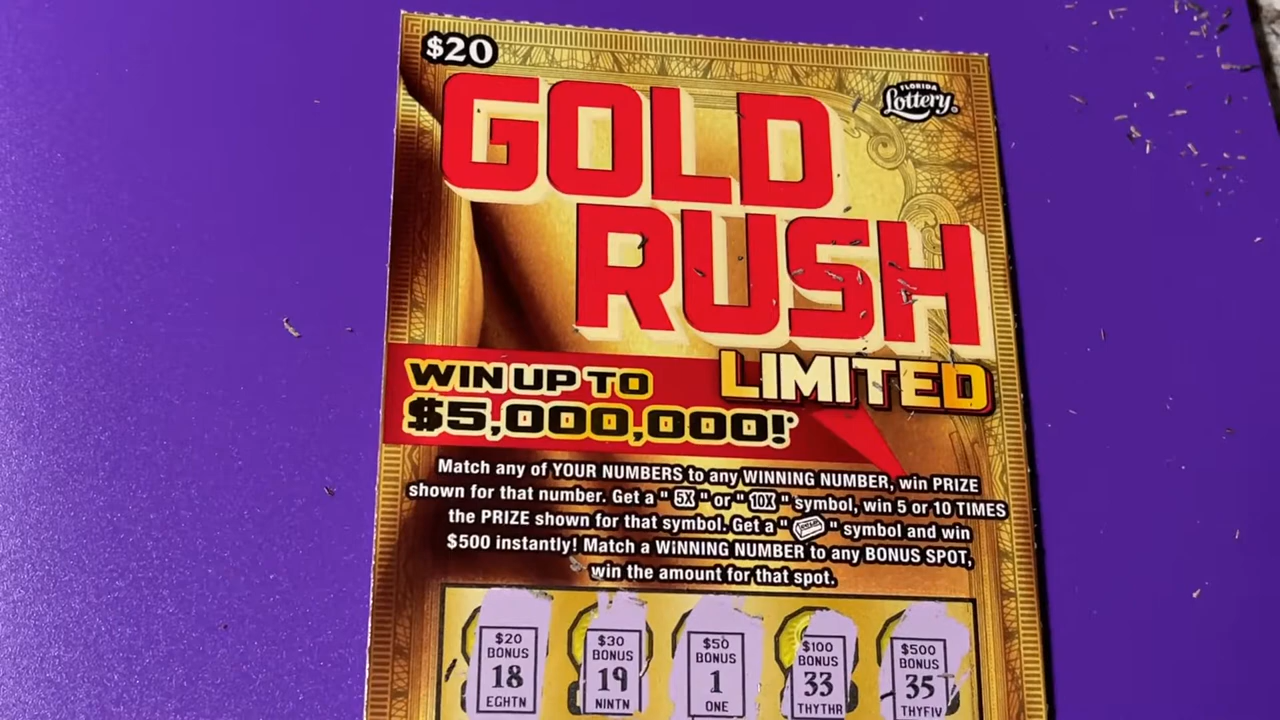 $20
FLORIDA
Lottery
GOLD
RUSH
LIMITED
WIN UP TO
$5,000,000!*
Match any of YOUR NUMBERS to any WINNING NUMBER, win PRIZE
shown for that number. Get a " 5X " or " 10X " symbol, win 5 or 10 TIMES
the PRIZE shown for that symbol. Get a " " symbol and win
$500 instantly! Match a WINNING NUMBER to any BONUS SPOT,
win the amount for that spot.
$20 BONUS 18 EGHTN
$30 BONUS 19 NINTN
$50 BONUS 1 ONE
$100 BONUS 33 THYTHR
$500 BONUS 35 THYFIV